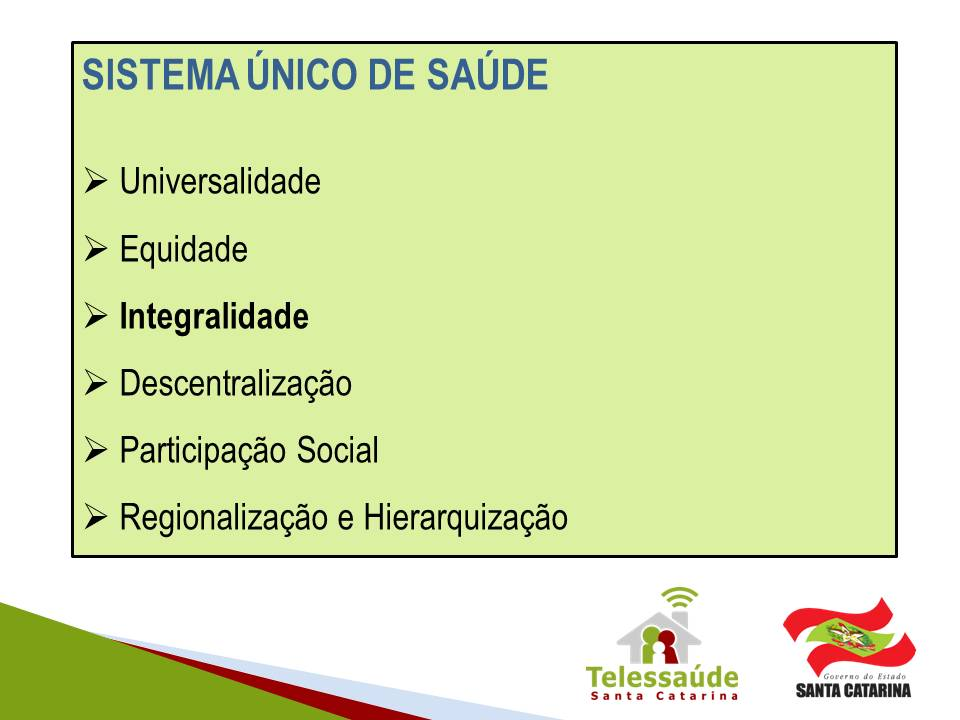 SISTEMA ÚNICO DE SAÚDE
Universalidade
Equidade
Integralidade
Descentralização
Participação Social
Regionalização e Hierarquização
Telessaúde
Santa Catarina
Governo do Estado
SANTA CATARINA